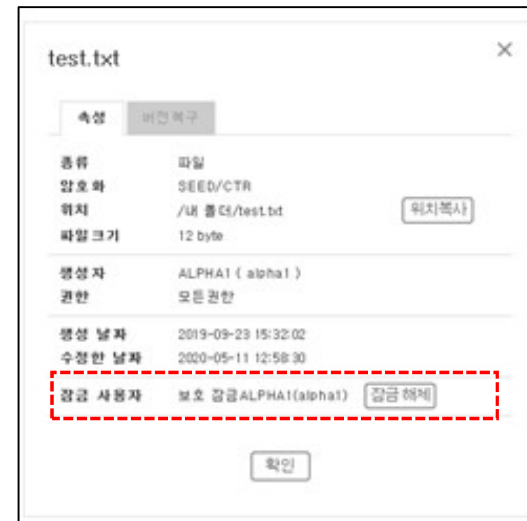 test.txt
속성 버전복구
종류 파일
암호화 SEED/CTR
위치 /내 폴더/test.txt 위치복사
파일크기 12 byte
생성자 ALPHA1 ( alpha1 )
권한 모든권한
생성 날짜 2019-09-23 15:32:02
수정한 날짜 2020-05-11 12:58:30
잠금 사용자 보호 잠금ALPHA1(alpha1) 잠금해제
확인